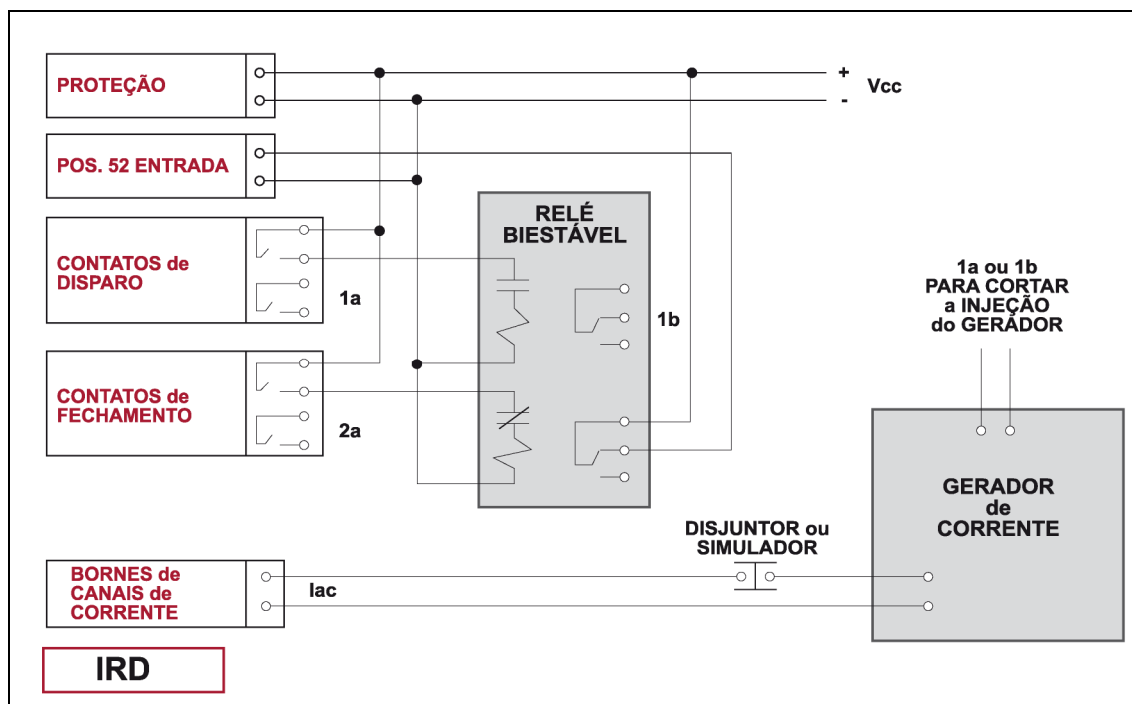 PROTEÇÃO
+
Vcc
-
POS. 52 ENTRADA
RELÉ
BIESTÁVEL
CONTATOS de
DISPARO
1a
1b
1a ou 1b
PARA CORTAR
a INJEÇÃO
do GERADOR
CONTATOS de
FECHAMENTO
2a
GERADOR
de
CORRENTE
DISJUNTOR ou
SIMULADOR
BORNES de
CANAIS de
CORRENTE
Iac
IRD